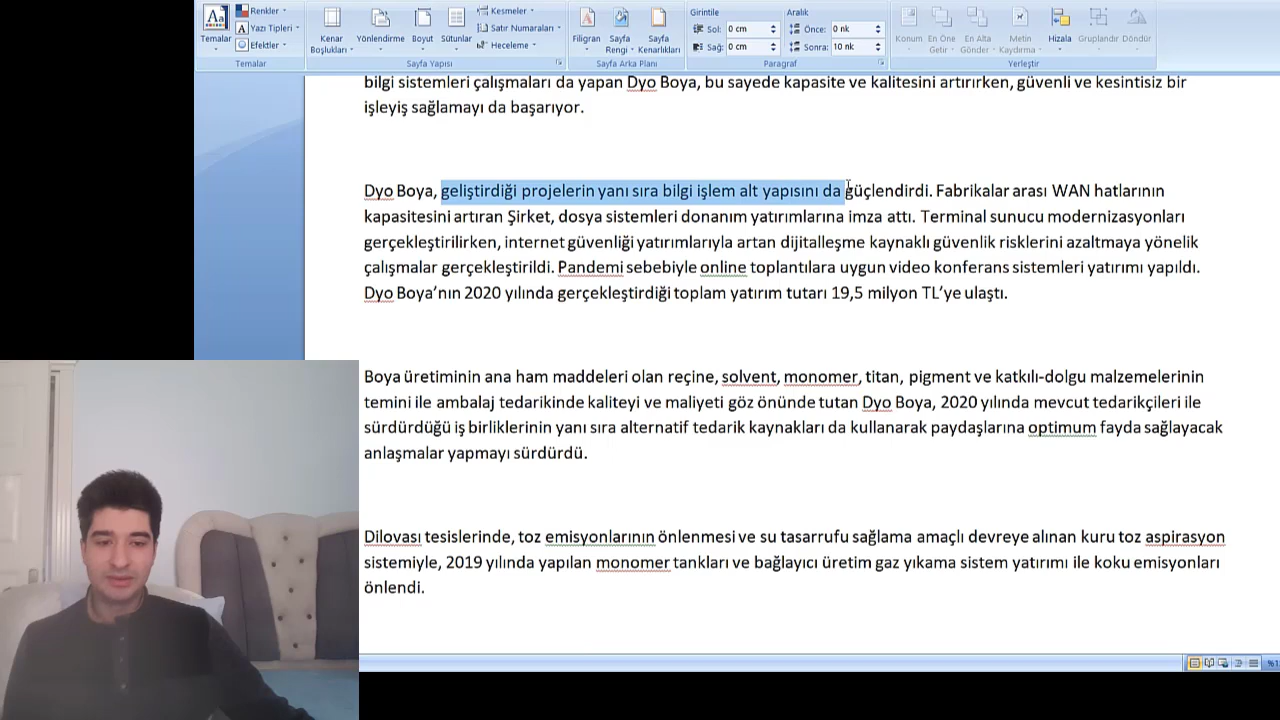 Temalar
Renkler
Yazı Tipleri
Efektler
Temalar
Kenar Boşlukları
Yönlendirme
Boyut
Sütunlar
Kesmeler
Satır Numaraları
Heceleme
Sayfa Yapısı
Filigran
Sayfa Rengi
Sayfa Kenarlıkları
Sayfa Arka Planı
Girintile
Sol: 0 cm
Sağ: 0 cm
Aralık
Önce: 0 nk
Sonra: 10 nk
Paragraf
Konum
En Öne Getir
En Alta Gönder
Metin Kaydırma
Hizala
Gruplandır
Döndür
Yerleştir
bilgi sistemleri çalışmaları da yapan Dyo Boya, bu sayede kapasite ve kalitesini artırırken, güvenli ve kesintisiz bir
işleyiş sağlamayı da başarıyor.
Dyo Boya, geliştirdiği projelerin yanı sıra bilgi işlem alt yapısını da güçlendirdi. Fabrikalar arası WAN hatlarının
kapasitesini artıran Şirket, dosya sistemleri donanım yatırımlarına imza attı. Terminal sunucu modernizasyonları
gerçekleştirilirken, internet güvenliği yatırımlarıyla artan dijitalleşme kaynaklı güvenlik risklerini azaltmaya yönelik
çalışmalar gerçekleştirildi. Pandemi sebebiyle online toplantılara uygun video konferans sistemleri yatırımı yapıldı.
Dyo Boya’nın 2020 yılında gerçekleştirdiği toplam yatırım tutarı 19,5 milyon TL’ye ulaştı.
Boya üretiminin ana ham maddeleri olan reçine, solvent, monomer, titan, pigment ve katkılı-dolgu malzemelerinin
temini ile ambalaj tedarikinde kaliteyi ve maliyeti göz önünde tutan Dyo Boya, 2020 yılında mevcut tedarikçileri ile
sürdürdüğü iş birliklerinin yanı sıra alternatif tedarik kaynakları da kullanarak paydaşlarına optimum fayda sağlayacak
anlaşmalar yapmayı sürdürdü.
Dilovası tesislerinde, toz emisyonlarının önlenmesi ve su tasarrufu sağlama amaçlı devreye alınan kuru toz aspirasyon
sistemiyle, 2019 yılında yapılan monomer tankları ve bağlayıcı üretim gaz yıkama sistem yatırımı ile koku emisyonları
önlendi.